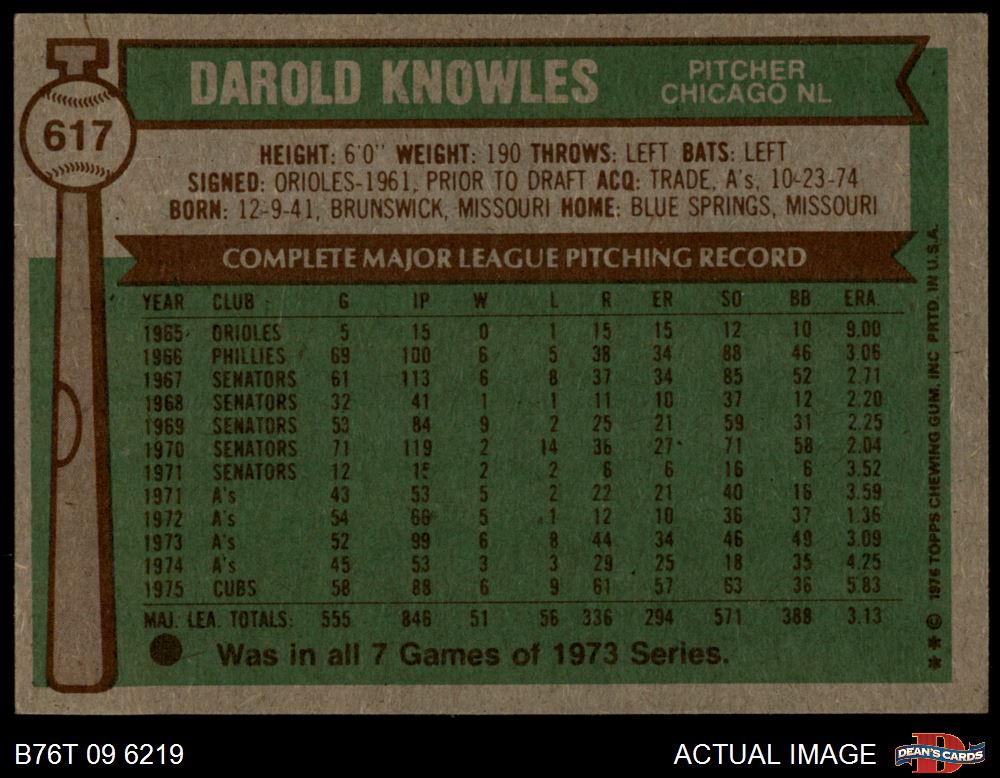 617
DAROLD KNOWLES
PITCHER
CHICAGO NL
HEIGHT: 6'0" WEIGHT: 190 THROWS: LEFT BATS: LEFT
SIGNED: ORIOLES-1961, PRIOR TO DRAFT ACQ: TRADE, A's, 10-23-74
BORN: 12-9-41, BRUNSWICK, MISSOURI HOME: BLUE SPRINGS, MISSOURI
COMPLETE MAJOR LEAGUE PITCHING RECORD
YEAR CLUB G IP W L R ER SO BB ERA.
1965 ORIOLES 5 15 0 1 15 15 12 10 9.00
1966 PHILLIES 69 100 6 5 38 34 88 46 3.06
1967 SENATORS 61 113 6 8 37 34 85 52 2.71
1968 SENATORS 32 41 1 1 11 10 37 12 2.20
1969 SENATORS 53 84 9 2 25 21 59 31 2.25
1970 SENATORS 71 119 2 14 36 27 71 58 2.04
1971 SENATORS 12 2 2 6 6 16 6 3.52
1971 A's 43 53 5 2 22 21 40 16 3.59
1972 A's 54 66 5 1 12 10 36 37 1.36
1973 A's 52 99 6 8 44 34 46 49 3.09
1974 A's 45 53 3 3 29 25 18 35 4.25
1975 CUBS 58 88 6 9 61 57 63 36 5.83
MAJ. LEA. TOTALS: 555 846 51 56 336 294 571 388 3.13
Was in all 7 Games of 1973 Series.
** © 1976 TOPPS CHEWING GUM, INC PRTD. IN U.S.A.
B76T 09 6219
ACTUAL IMAGE
DEAN'S CARDS